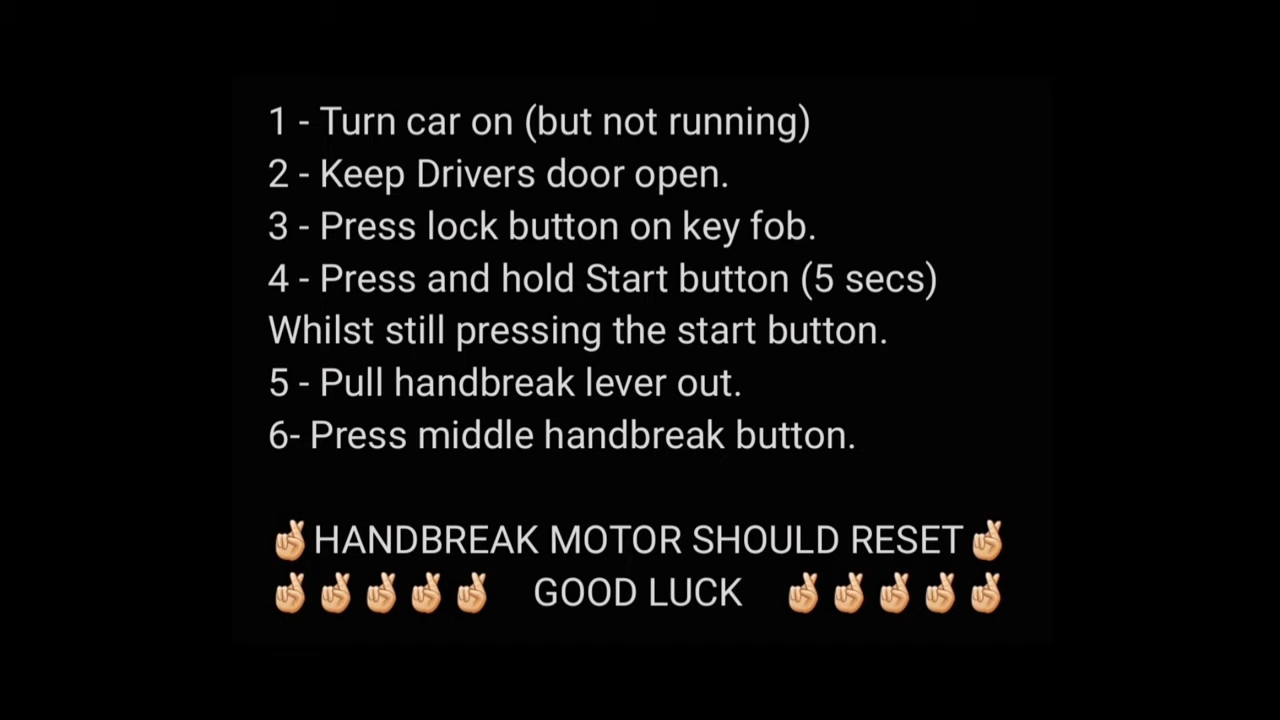 1 - Turn car on (but not running)
2 - Keep Drivers door open.
3 - Press lock button on key fob.
4 - Press and hold Start button (5 secs)
Whilst still pressing the start button.
5 - Pull handbreak lever out.
6- Press middle handbreak button.
🤞🏻HANDBREAK MOTOR SHOULD RESET🤞🏻
🤞🏻🤞🏻🤞🏻🤞🏻🤞🏻 GOOD LUCK 🤞🏻🤞🏻🤞🏻🤞🏻🤞🏻